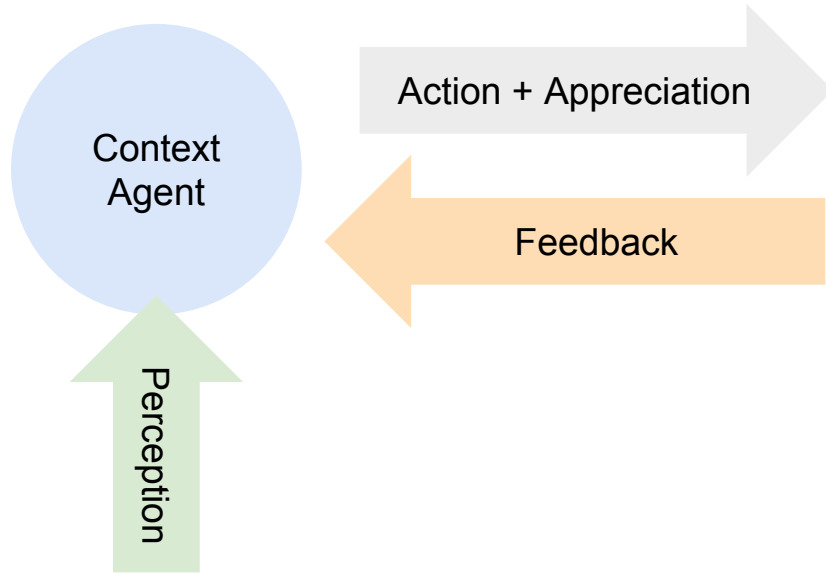 Context
Agent
Action + Appreciation
Feedback
Perception